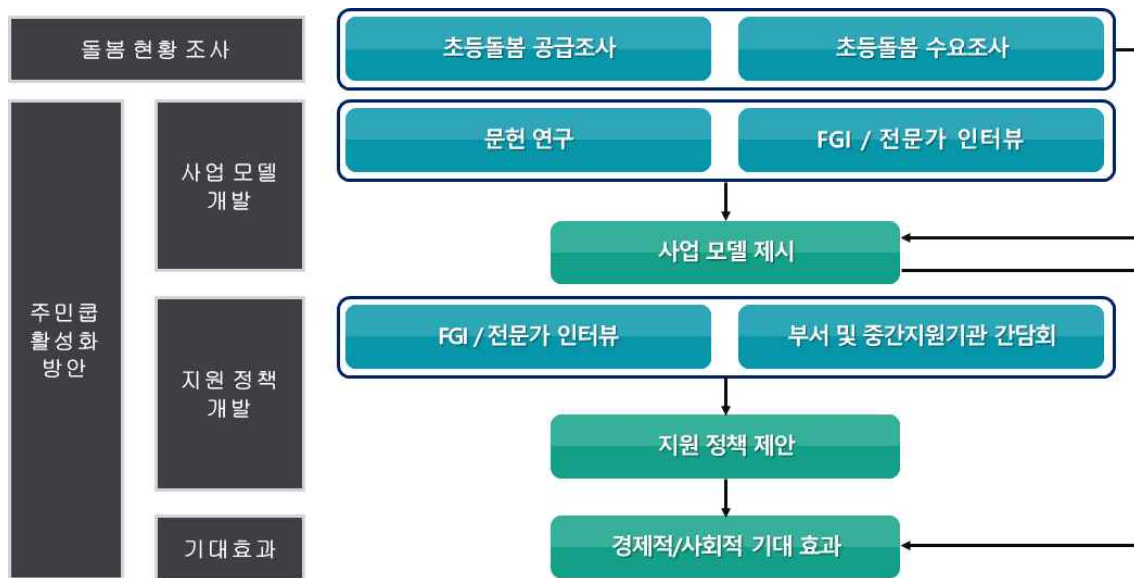 돌봄 현황 조사
초등돌봄 공급조사
초등돌봄 수요조사
주민쿱
활성화
방안
사업 모델
개발
문헌 연구
FGI / 전문가 인터뷰
사업 모델 제시
지원 정책
개발
FGI / 전문가 인터뷰
부서 및 중간지원기관 간담회
지원 정책 제안
기대효과
경제적/사회적 기대 효과